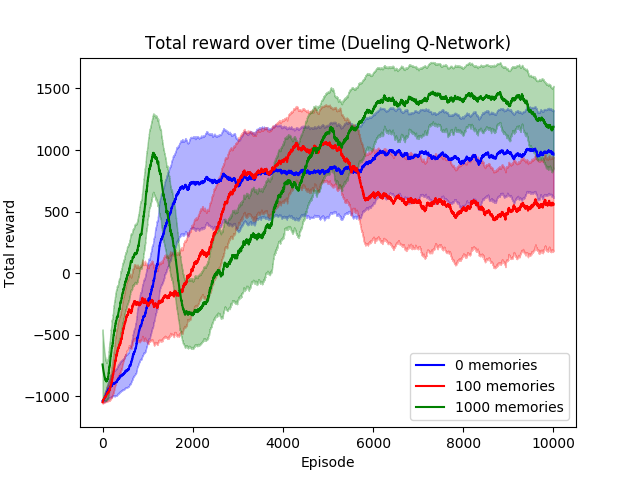 Total reward over time (Dueling Q-Network)
1500
1000
500
0
−500
−1000
Total reward
0 memories
100 memories
1000 memories
0
2000
4000
6000
8000
10000
Episode